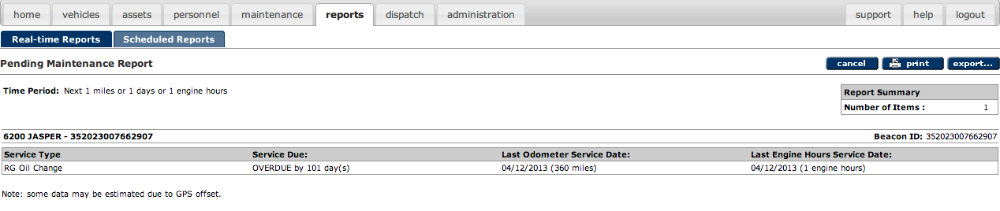 home vehicles assets personnel maintenance reports dispatch administration support help logout
Real-time Reports Scheduled Reports
Pending Maintenance Report cancel print export...
Time Period: Next 1 miles or 1 days or 1 engine hours
Report Summary
Number of Items : 1
6200 JASPER - 352023007662907 Beacon ID: 352023007662907
Service Type Service Due: Last Odometer Service Date: Last Engine Hours Service Date:
RG Oil Change OVERDUE by 101 day(s) 04/12/2013 (360 miles) 04/12/2013 (1 engine hours)
Note: some data may be estimated due to GPS offset.